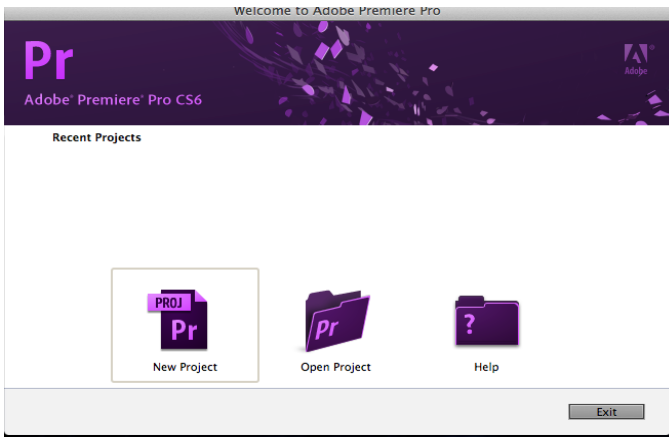 Welcome to Adobe Premiere Pro
Pr
Adobe
Adobe® Premiere® Pro CS6
Recent Projects
PROJ
Pr
Pr
?
New Project
Open Project
Help
Exit